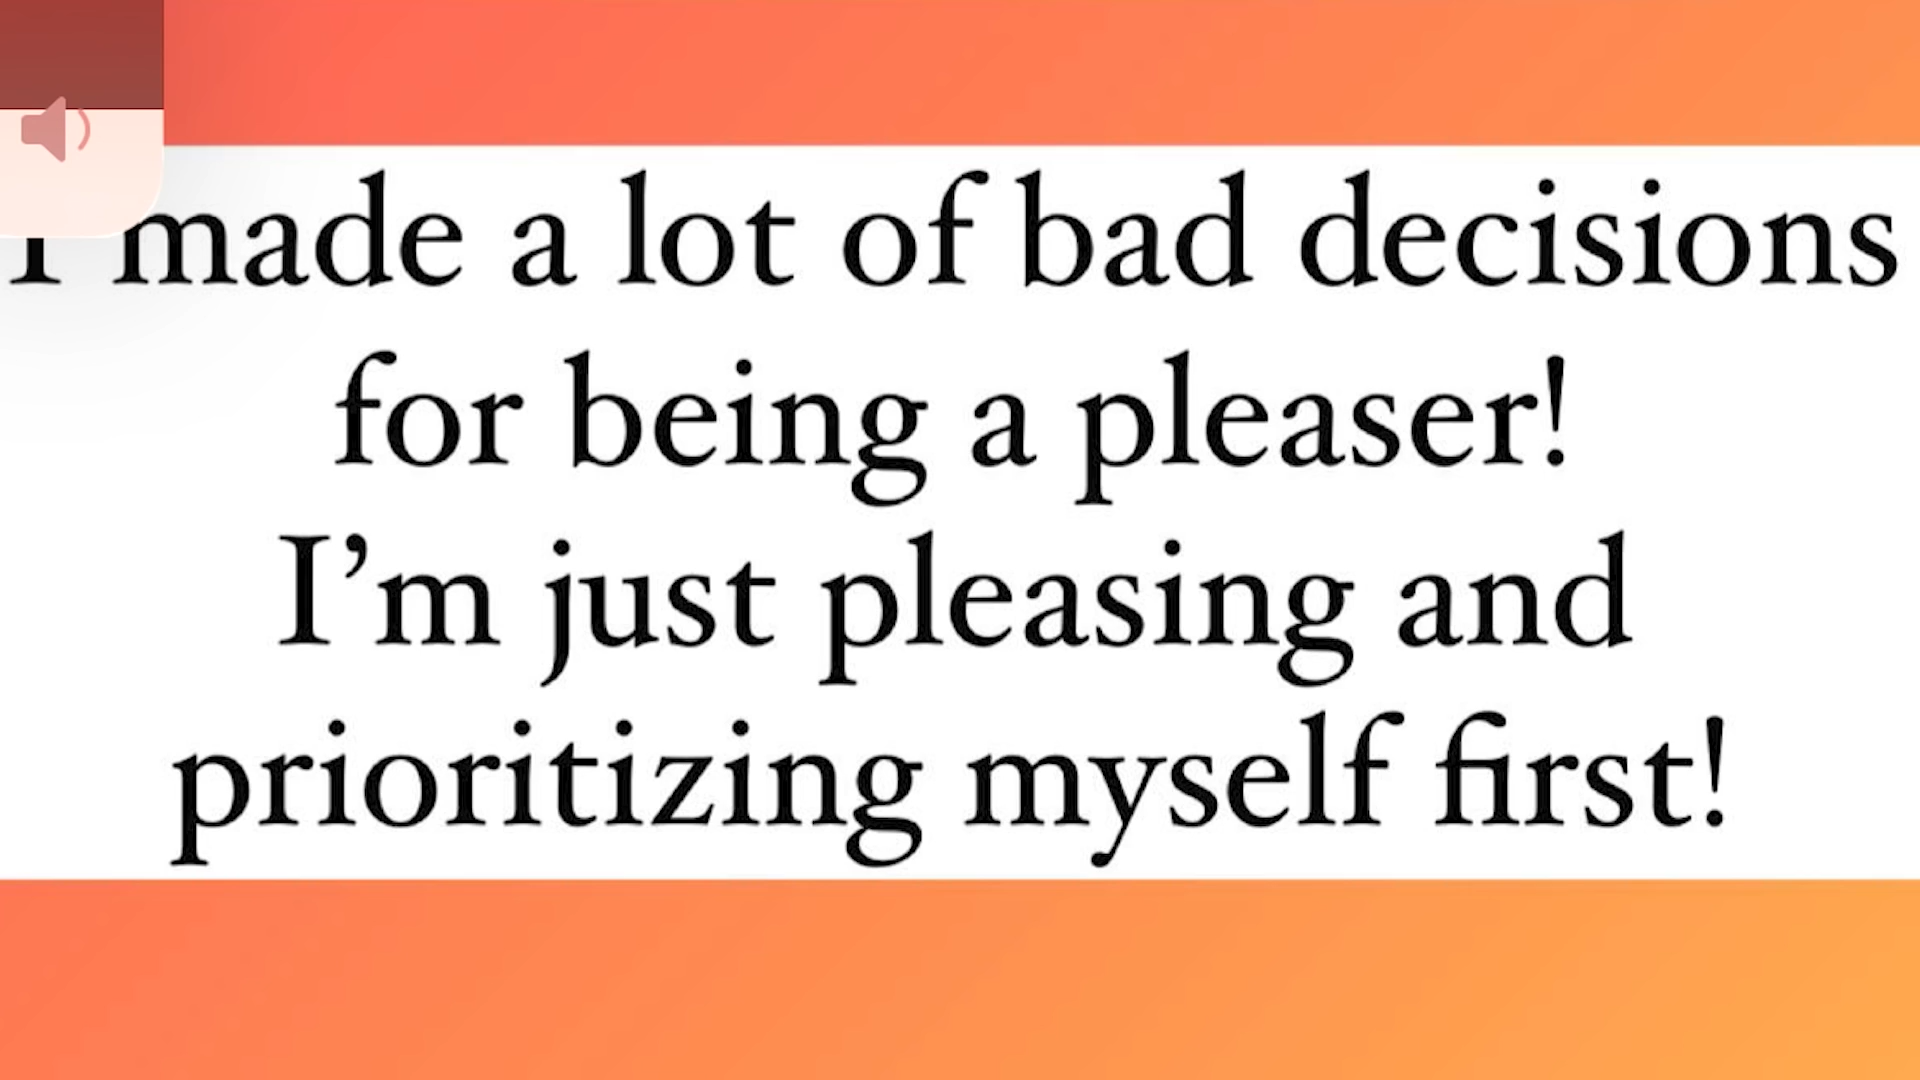 I made a lot of bad decisions
for being a pleaser!
I’m just pleasing and
prioritizing myself first!